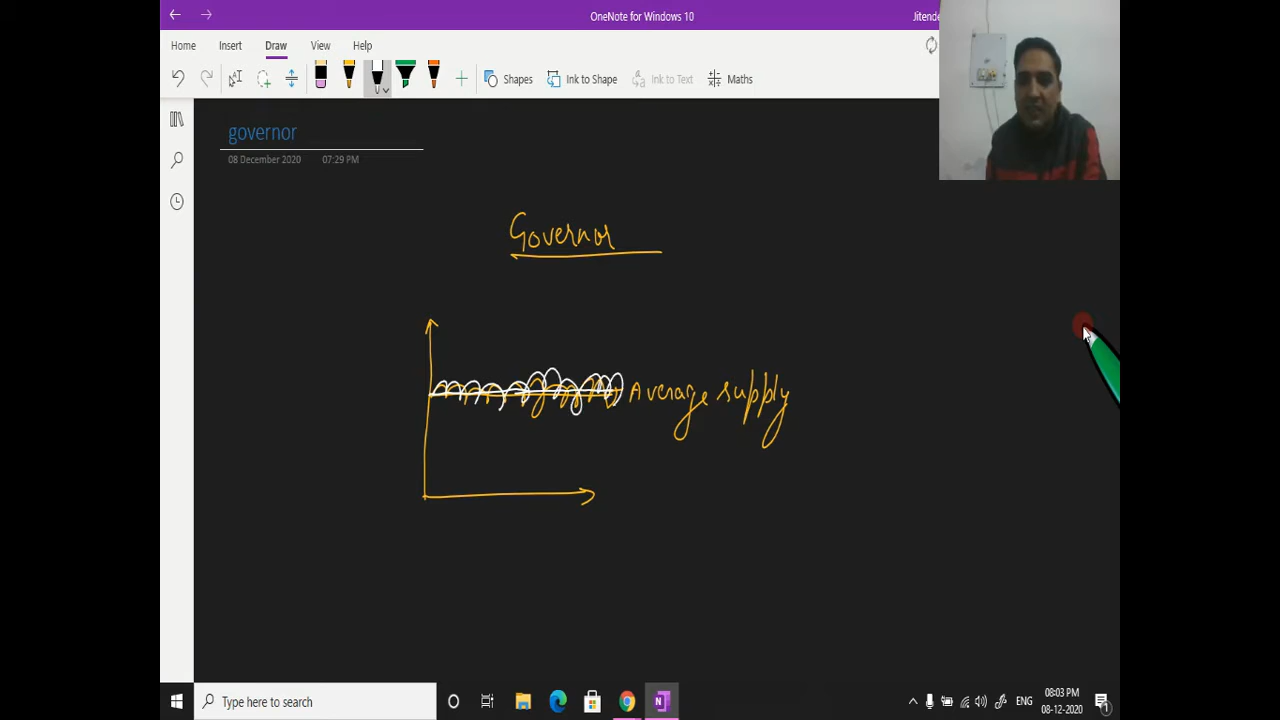 OneNote for Windows 10
Jitende
Home Insert Draw View Help
Shapes Ink to Shape Ink to Text Maths
governor
08 December 2020 07:29 PM
Governor
Average supply
Type here to search
ENG
08:03 PM
08-12-2020